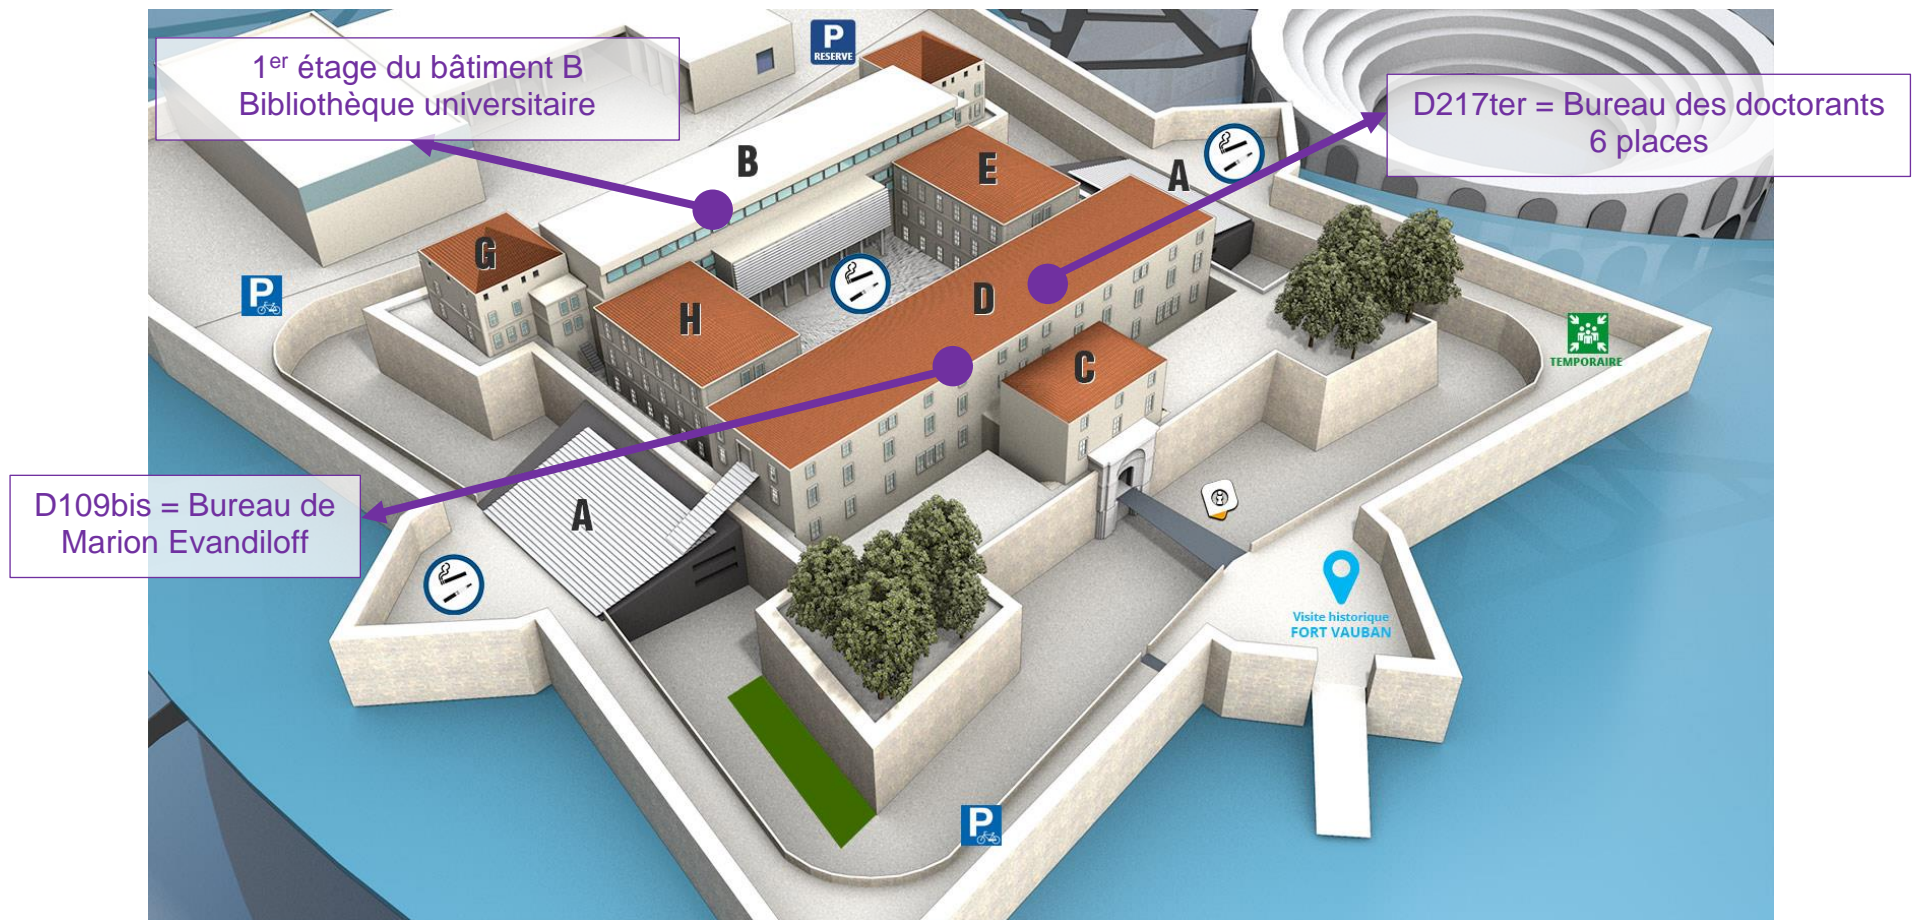 1er étage du bâtiment B
Bibliothèque universitaire
P
RESERVE
D217ter = Bureau des doctorants
6 places
B
E
A
G
P
H
D
C
TEMPORAIRE
D109bis = Bureau de
Marion Evandiloff
A
Visite historique
FORT VAUBAN
P